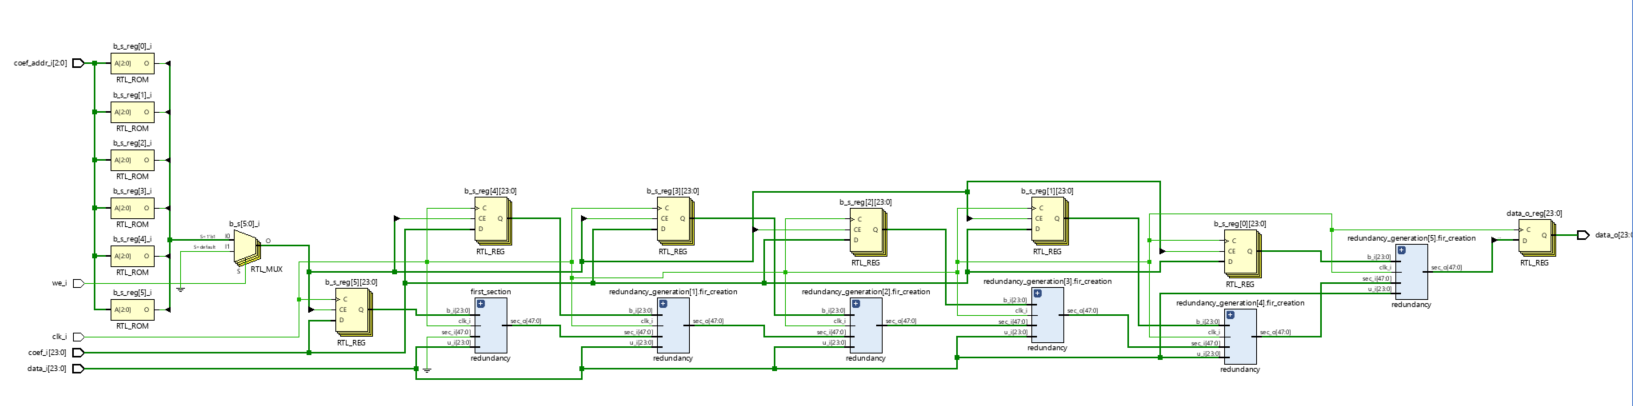 b_s_reg[0]_i
coef_addr_i[2:0]
A[2:0] O
RTL_ROM
b_s_reg[1]_i
A[2:0] O
RTL_ROM
b_s_reg[2]_i
A[2:0] O
RTL_ROM
b_s_reg[3]_i
A[2:0] O
RTL_ROM
b_s_reg[4]_i
A[2:0] O
RTL_ROM
b_s_reg[5]_i
A[2:0] O
RTL_ROM
we_i
clk_i
coef_i[23:0]
data_i[23:0]
b_s[5:0]_i
I0
S=default I1
O
S
RTL_MUX
b_s_reg[5][23:0]
C
CE Q
D
RTL_REG
b_s_reg[4][23:0]
C
CE Q
D
RTL_REG
first_section
b_i[23:0]
clk_i
sec_i[47:0]
u_i[23:0]
sec_o[47:0]
redundancy
b_s_reg[3][23:0]
C
CE Q
D
RTL_REG
redundancy_generation[1].fir_creation
b_i[23:0]
clk_i
sec_i[47:0]
u_i[23:0]
sec_o[47:0]
redundancy
b_s_reg[2][23:0]
C
CE Q
D
RTL_REG
redundancy_generation[2].fir_creation
b_i[23:0]
clk_i
sec_i[47:0]
u_i[23:0]
sec_o[47:0]
redundancy
b_s_reg[1][23:0]
C
CE Q
D
RTL_REG
redundancy_generation[3].fir_creation
b_i[23:0]
clk_i
sec_i[47:0]
u_i[23:0]
sec_o[47:0]
redundancy
b_s_reg[0][23:0]
C
CE Q
D
RTL_REG
redundancy_generation[4].fir_creation
b_i[23:0]
clk_i
sec_i[47:0]
u_i[23:0]
sec_o[47:0]
redundancy
redundancy_generation[5].fir_creation
b_i[23:0]
clk_i
sec_i[47:0]
u_i[23:0]
sec_o[47:0]
redundancy
data_o_reg[23:0]
C
D Q
RTL_REG
data_o[23:0